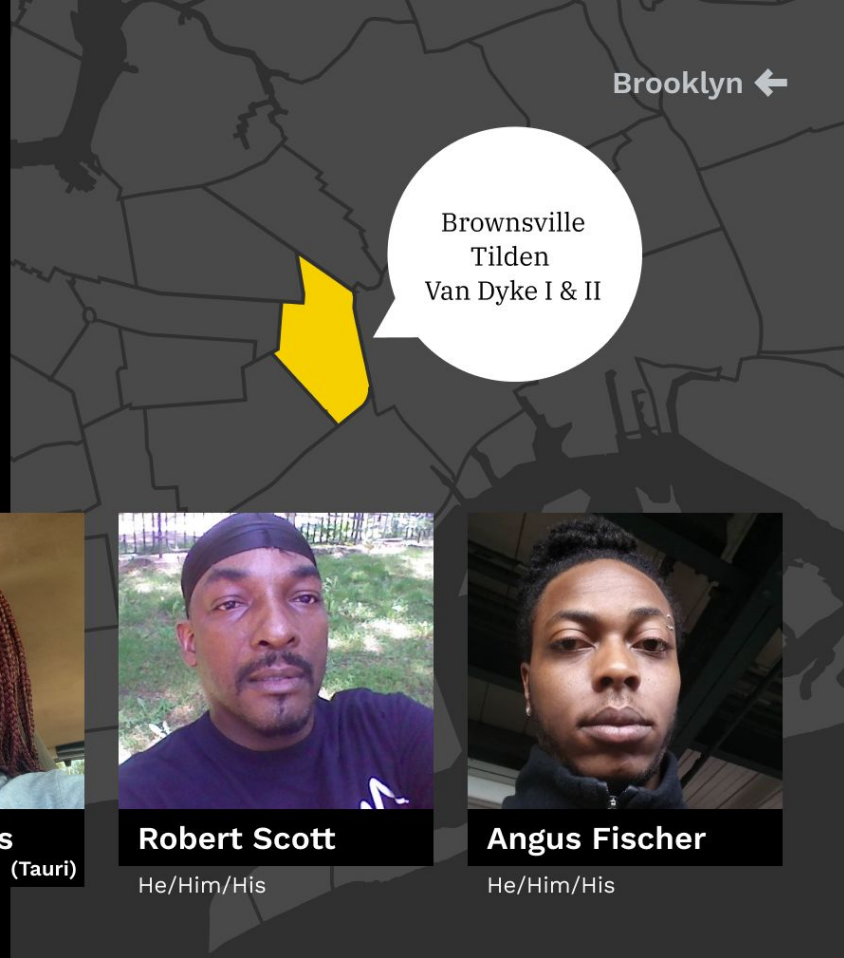 Brooklyn
Brownsville
Tilden
Van Dyke I & II
s
(Tauri)
Robert Scott
He/Him/His
Angus Fischer
He/Him/His